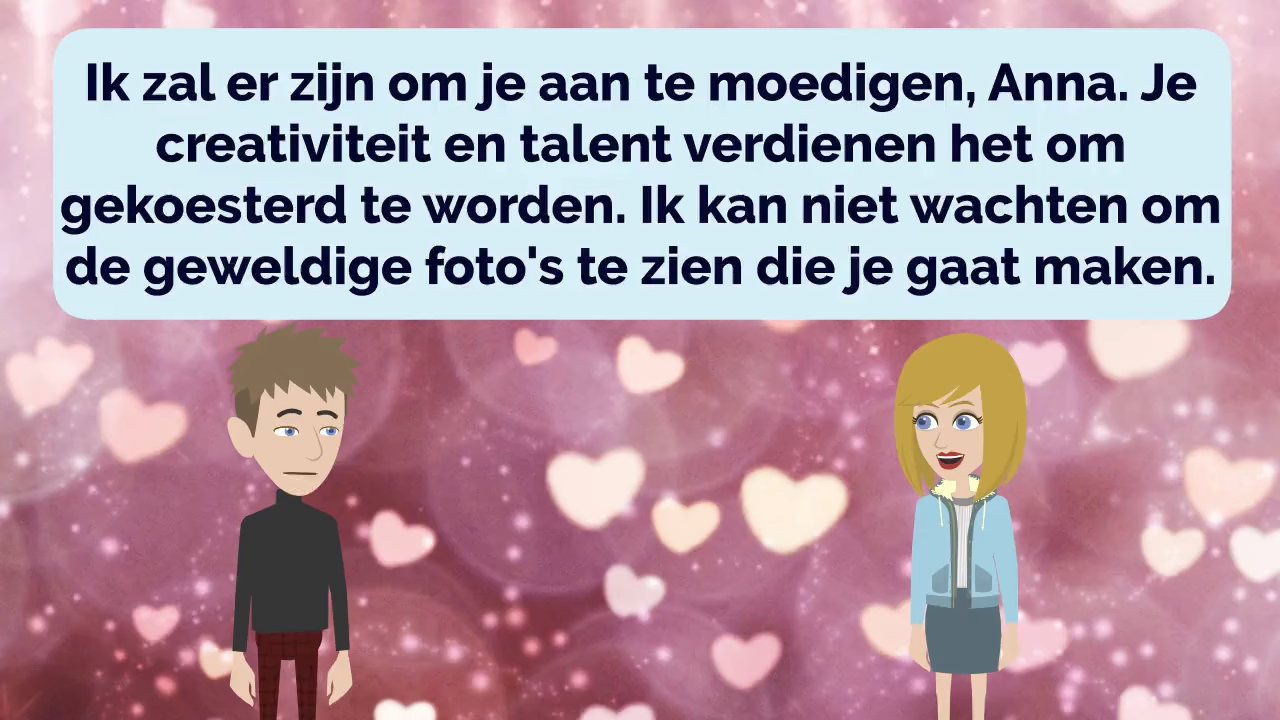 Ik zal er zijn om je aan te moedigen, Anna. Je
creativiteit en talent verdienen het om
gekoesterd te worden. Ik kan niet wachten om
de geweldige foto's te zien die je gaat maken.